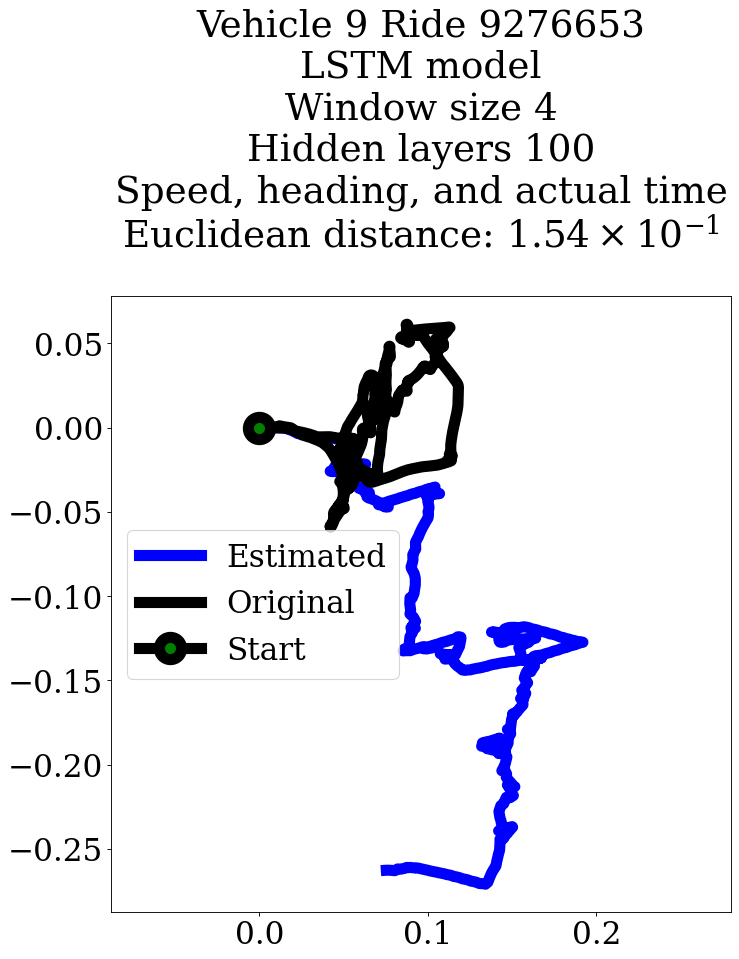 Vehicle 9 Ride 9276653
LSTM model
Window size 4
Hidden layers 100
Speed, heading, and actual time
Euclidean distance: 1.54 × 10⁻¹
0.05
0.00
−0.05
−0.10
−0.15
−0.20
−0.25
Estimated
Original
Start
0.0 0.1 0.2